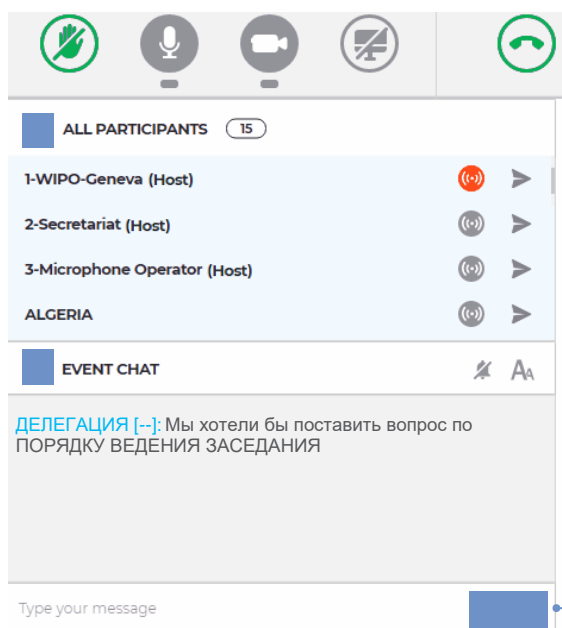 ALL PARTICIPANTS 15
1-WIPO-Geneva (Host)
2-Secretariat (Host)
3-Microphone Operator (Host)
ALGERIA
EVENT CHAT AA
ДЕЛЕГАЦИЯ [--]: Мы хотели бы поставить вопрос по
ПОРЯДКУ ВЕДЕНИЯ ЗАСЕДАНИЯ
Type your message